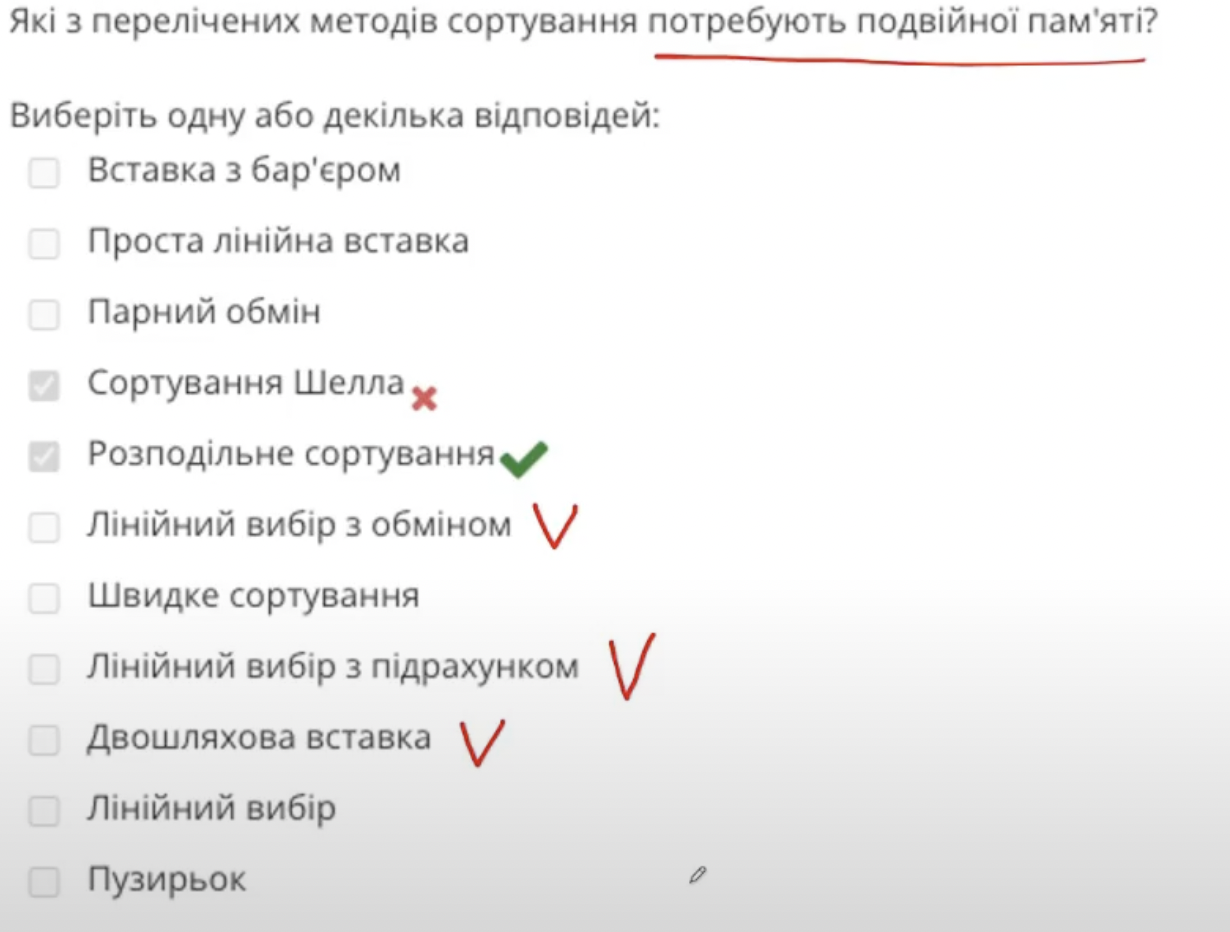 Які з перелічених методів сортування потребують подвійної пам'яті?
Виберіть одну або декілька відповідей:
Вставка з бар'єром
Проста лінійна вставка
Парний обмін
Сортування Шелла
Розподільне сортування
Лінійний вибір з обміном
Швидке сортування
Лінійний вибір з підрахунком
Двошляхова вставка
Лінійний вибір
Пузирьок